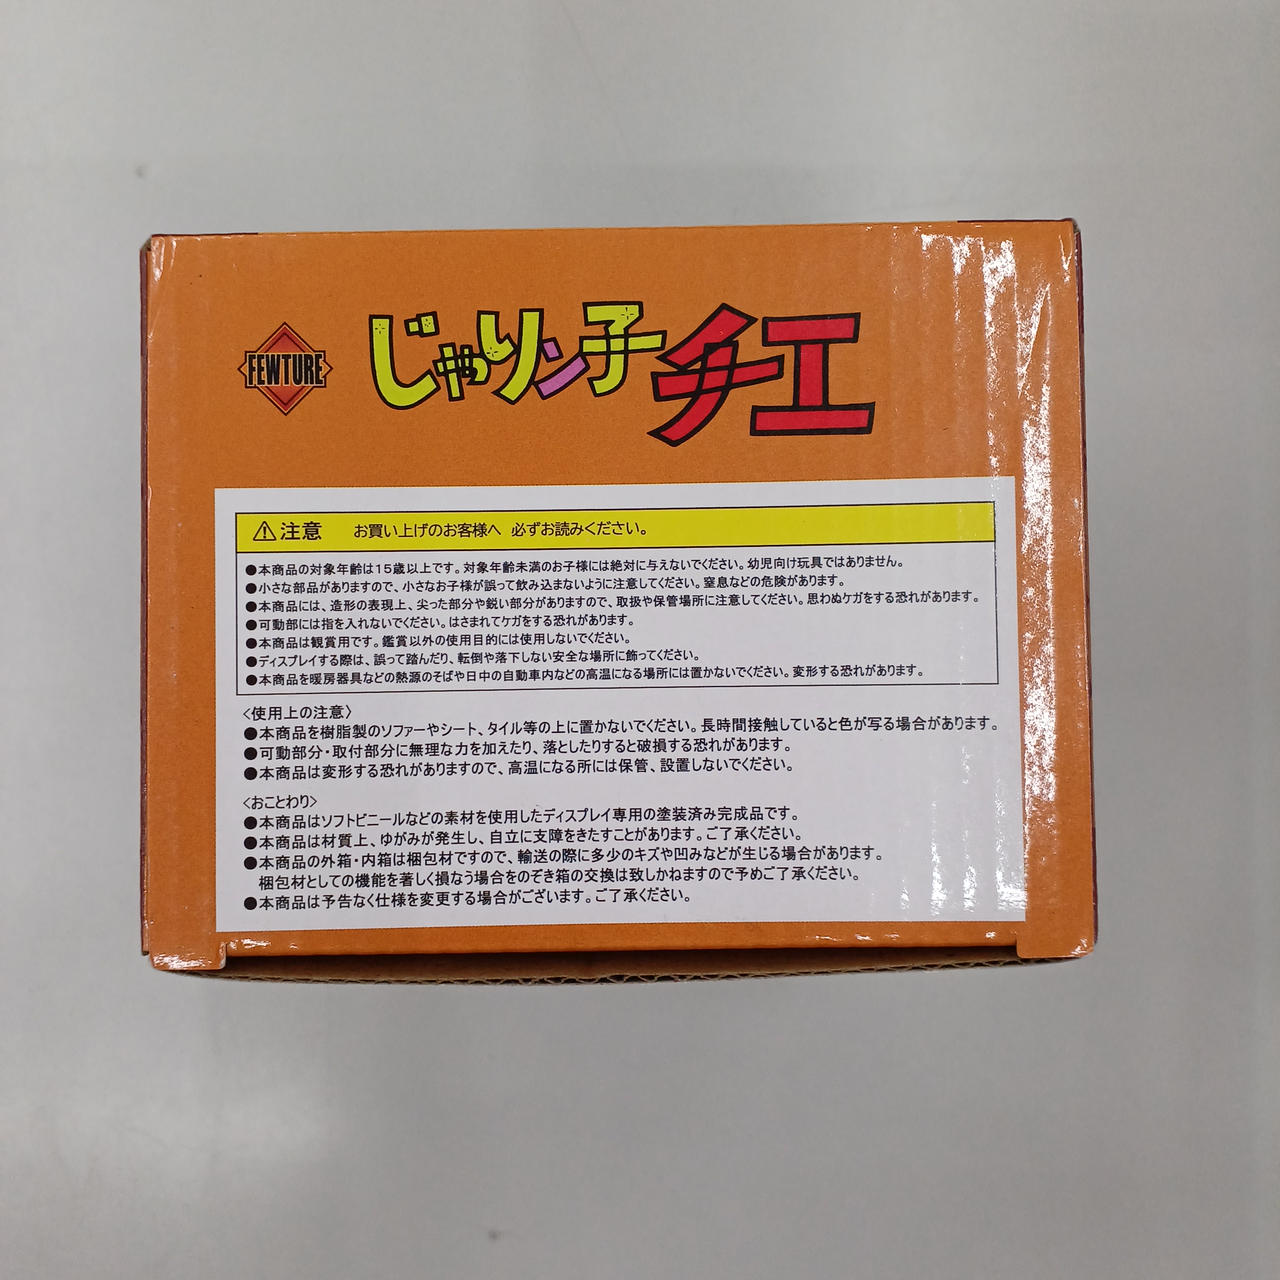 FEWTURE
じゃりン子チエ
注意 お買い上げのお客様へ 必ずお読みください。
●本商品の対象年齢は15歳以上です。対象年齢未満のお子様には絶対に与えないでください。幼児向け玩具ではありません。
●小さな部品がありますので、小さなお子様が誤って飲み込まないように注意してください。窒息などの危険があります。
●本商品には、造形の表現上、尖った部分や鋭い部分がありますので、取扱や保管場所に注意してください。思わぬケガをする恐れがあります。
●可動部には指を入れないでください。はさまれてケガをする恐れがあります。
●本商品は観賞用です。鑑賞以外の使用目的には使用しないでください。
●ディスプレイする際は、誤って踏んだり、転倒や落下しない安全な場所に飾ってください。
●本商品を暖房器具などの熱源のそばや日中の自動車内などの高温になる場所には置かないでください。変形する恐れがあります。
〈使用上の注意〉
●本商品を樹脂製のソファーやシート、タイル等の上に置かないでください。長時間接触していると色が写る場合があります。
●可動部分・取付部分に無理な力を加えたり、落としたりすると破損する恐れがあります。
●本商品は変形する恐れがありますので、高温になる所には保管、設置しないでください。
〈おことわり〉
●本商品はソフトビニールなどの素材を使用したディスプレイ専用の塗装済み完成品です。
●本商品は材質上、ゆがみが発生し、自立に支障をきたすことがあります。ご了承ください。
●本商品の外箱・内箱は梱包材ですので、輸送の際に多少のキズや凹みなどが生じる場合があります。
梱包材としての機能を著しく損なう場合をのぞき箱の交換は致しかねますので予めご了承ください。
●本商品は予告なく仕様を変更する場合がございます。ご了承ください。